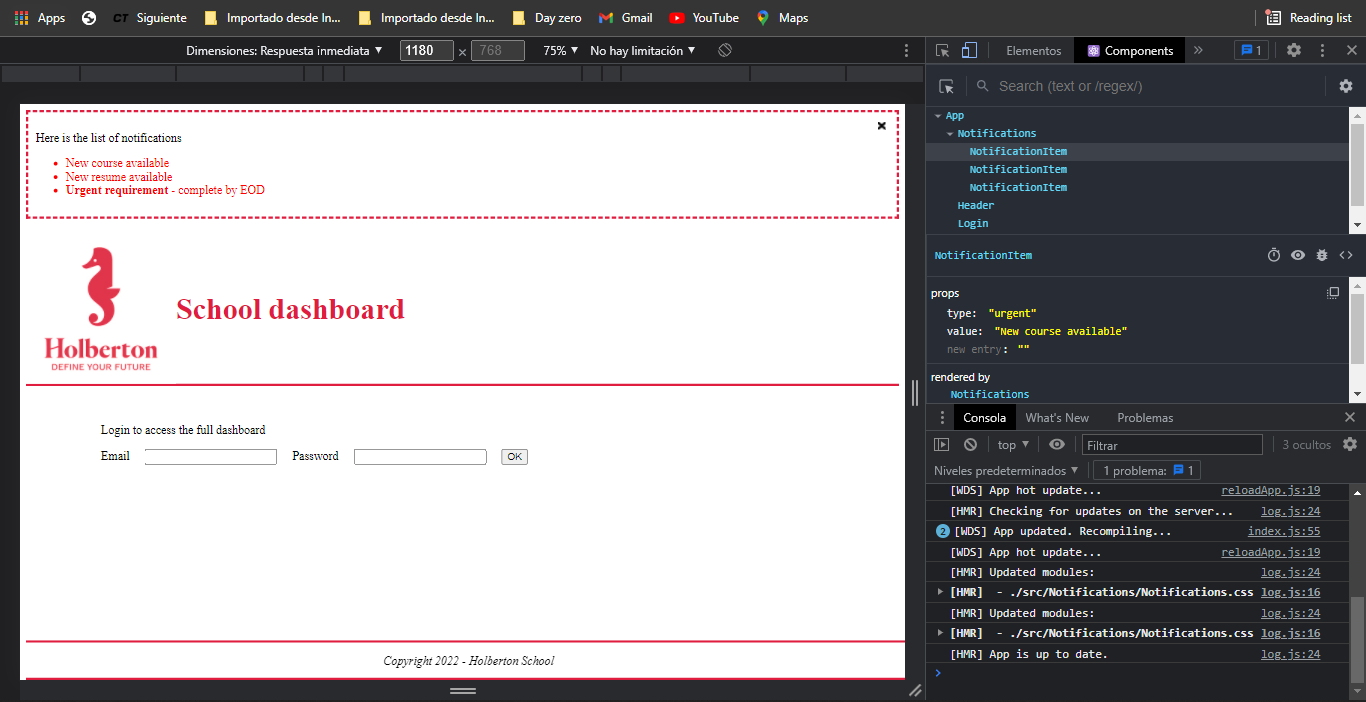 Apps CT Siguiente Importado desde In... Importado desde In... Day zero Gmail YouTube Maps Reading list
Dimensiones: Respuesta inmediata ▼ 1180 × 768 75% ▼ No hay limitación ▼
Here is the list of notifications
New course available
New resume available
Urgent requirement - complete by EOD
Holberton
DEFINE YOUR FUTURE
School dashboard
Login to access the full dashboard
Email Password OK
Copyright 2022 - Holberton School
Elementos Components » 1
Search (text or /regex/)
App
Notifications
NotificationItem
NotificationItem
NotificationItem
Header
Login
NotificationItem
props
type: "urgent"
value: "New course available"
new entry: ""
rendered by
Notifications
Consola What's New Problemas
top ▼ Filtrar 3 ocultos
Niveles predeterminados ▼ 1 problema: 1
[WDS] App hot update... reloadApp.js:19
[HMR] Checking for updates on the server... log.js:24
2 [WDS] App updated. Recompiling... index.js:55
[WDS] App hot update... reloadApp.js:19
[HMR] Updated modules: log.js:24
[HMR] - ./src/Notifications/Notifications.css log.js:16
[HMR] Updated modules: log.js:24
[HMR] - ./src/Notifications/Notifications.css log.js:16
[HMR] App is up to date. log.js:24